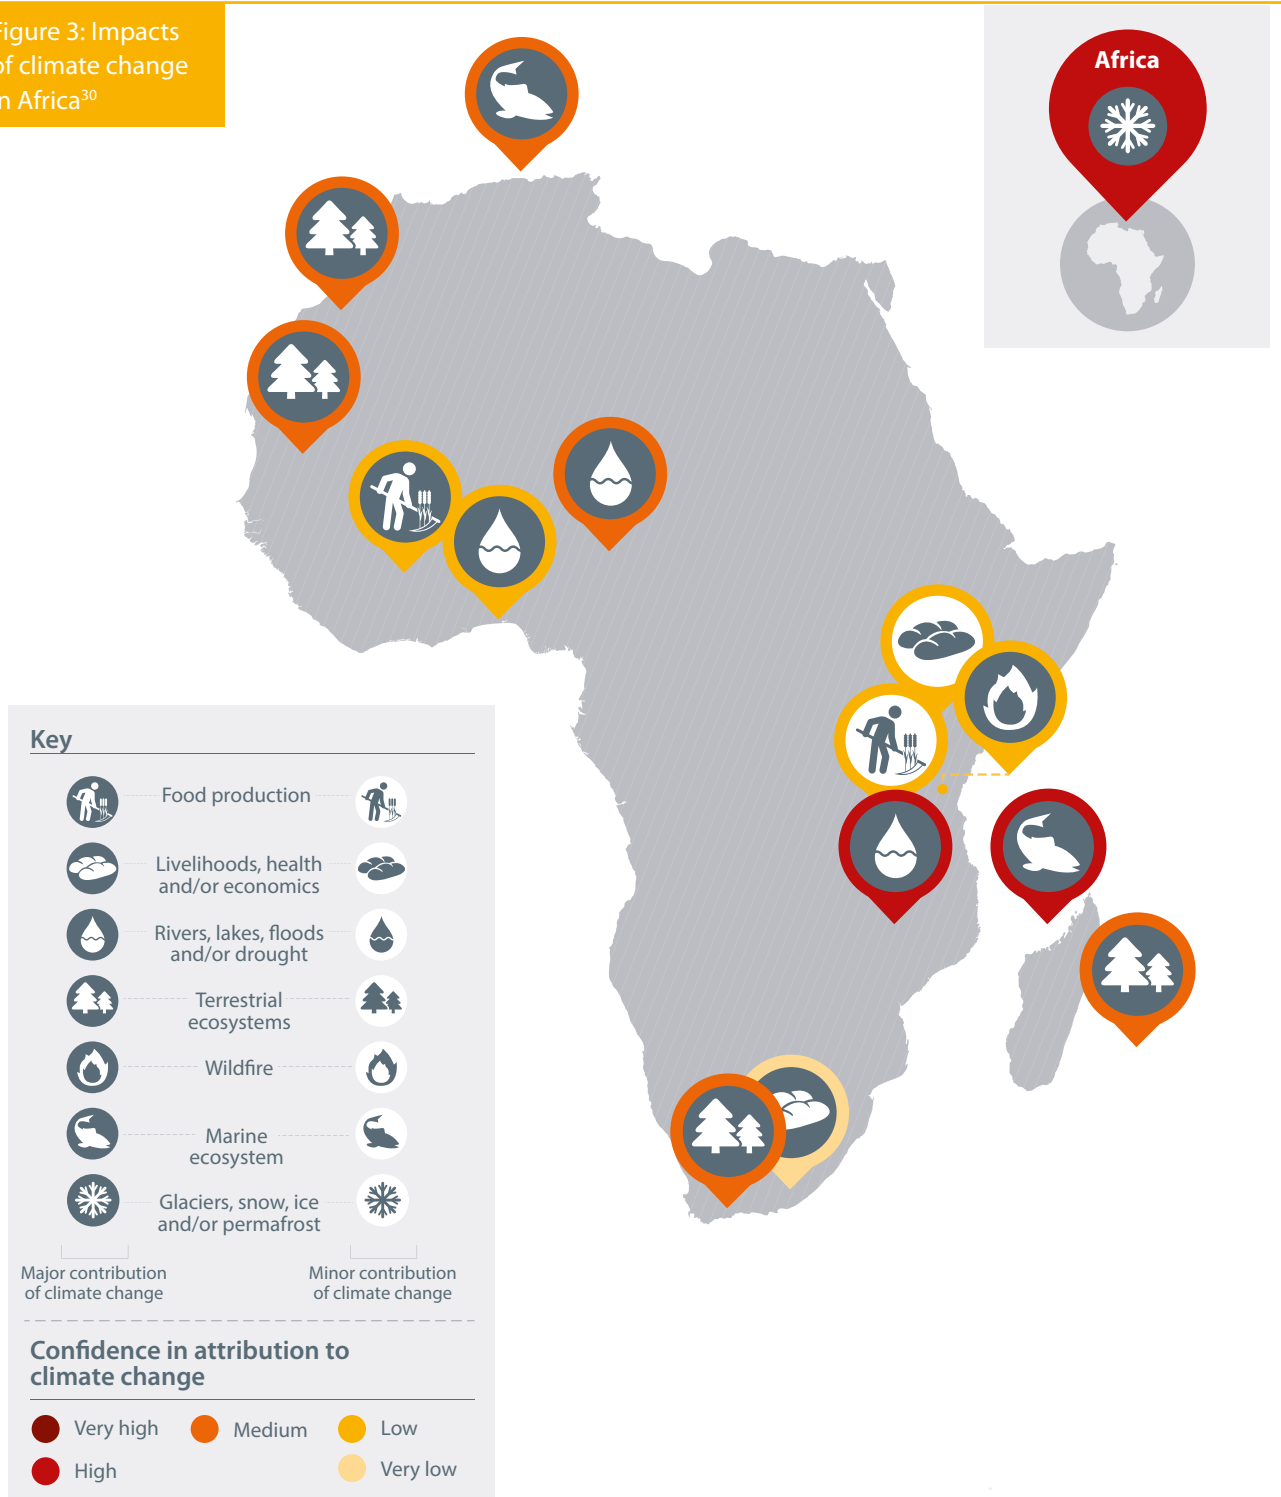 Figure 3: Impacts
of climate change
in Africa30
Africa
Key
Food production
Livelihoods, health
and/or economics
Rivers, lakes, floods
and/or drought
Terrestrial
ecosystems
Wildfire
Marine
ecosystem
Glaciers, snow, ice
and/or permafrost
Major contribution
of climate change
Minor contribution
of climate change
Confidence in attribution to
climate change
Very high
Medium
Low
High
Very low